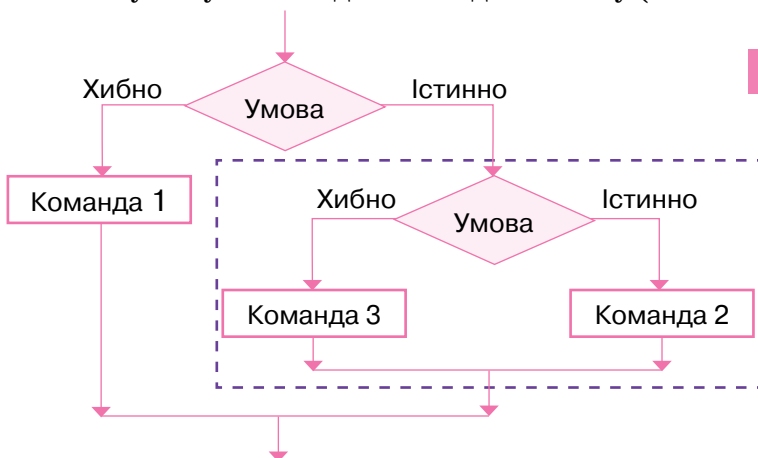 Хибно Істинно
Умова
Команда 1
Хибно Істинно
Умова
Команда 3 Команда 2